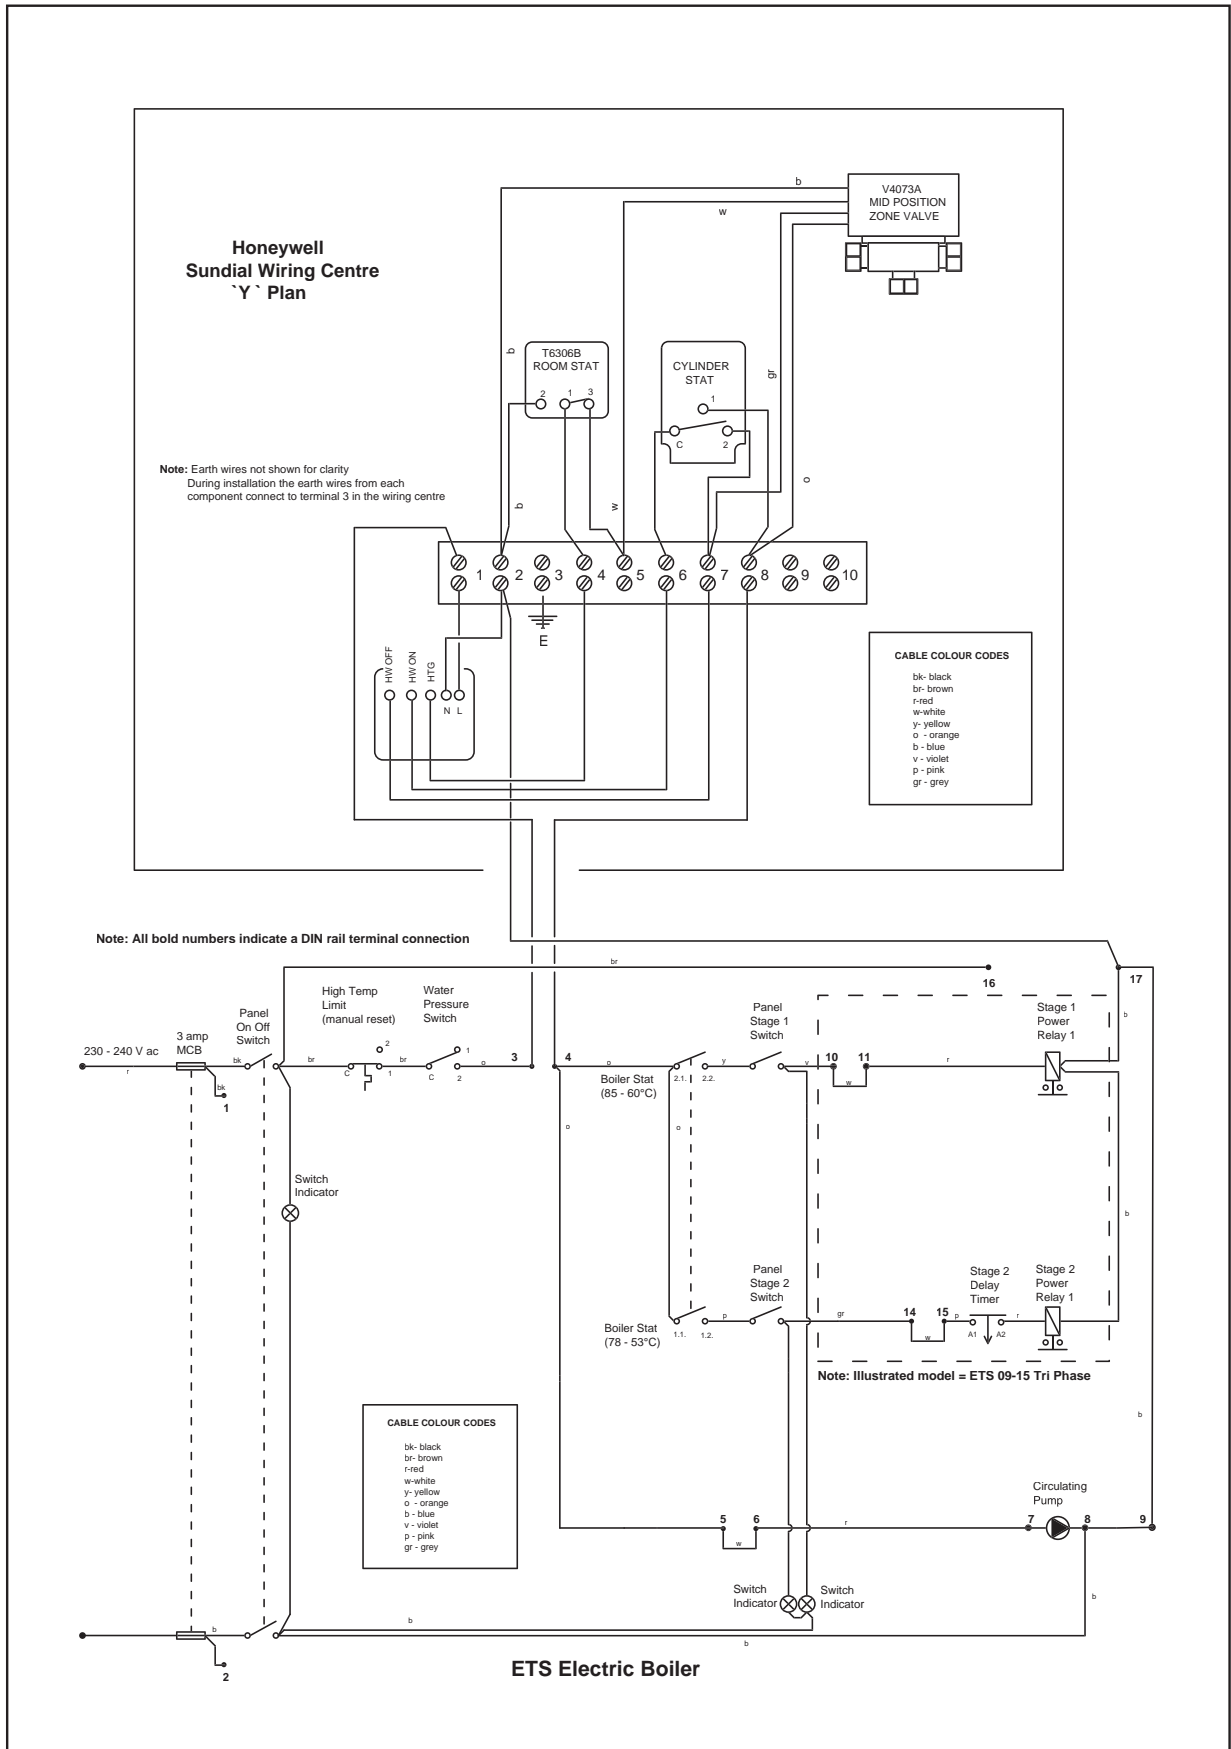 b
w
V4073A
MID POSITION
ZONE VALVE
Honeywell
Sundial Wiring Centre
`Y ` Plan
b
T6306B
ROOM STAT
2 1 3
CYLINDER
STAT
1
C 2
gr
o
Note: Earth wires not shown for clarity
During installation the earth wires from each
component connect to terminal 3 in the wiring centre
b
w
1 2 3 4 5 6 7 8 9 10
E
HW OFF
HW ON
HTG
N L
CABLE COLOUR CODES
bk- black
br- brown
r-red
w-white
y- yellow
o - orange
b - blue
v - violet
p - pink
gr - grey
Note: All bold numbers indicate a DIN rail terminal connection
br
16
17
High Temp
Limit
(manual reset)
Water
Pressure
Switch
Panel
On Off
Switch
Panel
Stage 1
Switch
Stage 1
Power
Relay 1
b
3 amp
MCB
230 - 240 V ac
r
bk
bk
1
br
2
C 1
br
1
C 2
o
3
4
o
Boiler Stat
(85 - 60°C)
2.1. 2.2.
y
v
10 11
w
r
o
o
Switch
Indicator
b
Panel
Stage 2
Switch
Stage 2
Delay
Timer
Stage 2
Power
Relay 1
Boiler Stat
(78 - 53°C)
1.1. 1.2.
p
gr
14 15
w
p
A1 A2
r
Note: Illustrated model = ETS 09-15 Tri Phase
CABLE COLOUR CODES
bk- black
br- brown
r-red
w-white
y- yellow
o - orange
b - blue
v - violet
p - pink
gr - grey
b
Circulating
Pump
5 6
w
r
7 8 9
Switch
Indicator
Switch
Indicator
b
b
b
b
2
ETS Electric Boiler